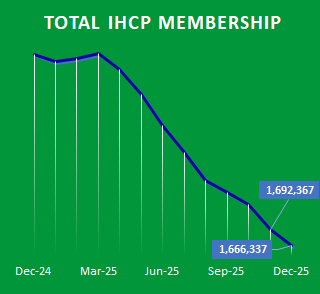 TOTAL IHCP MEMBERSHIP
1,692,367
1,666,337
Dec-24 Mar-25 Jun-25 Sep-25 Dec-25